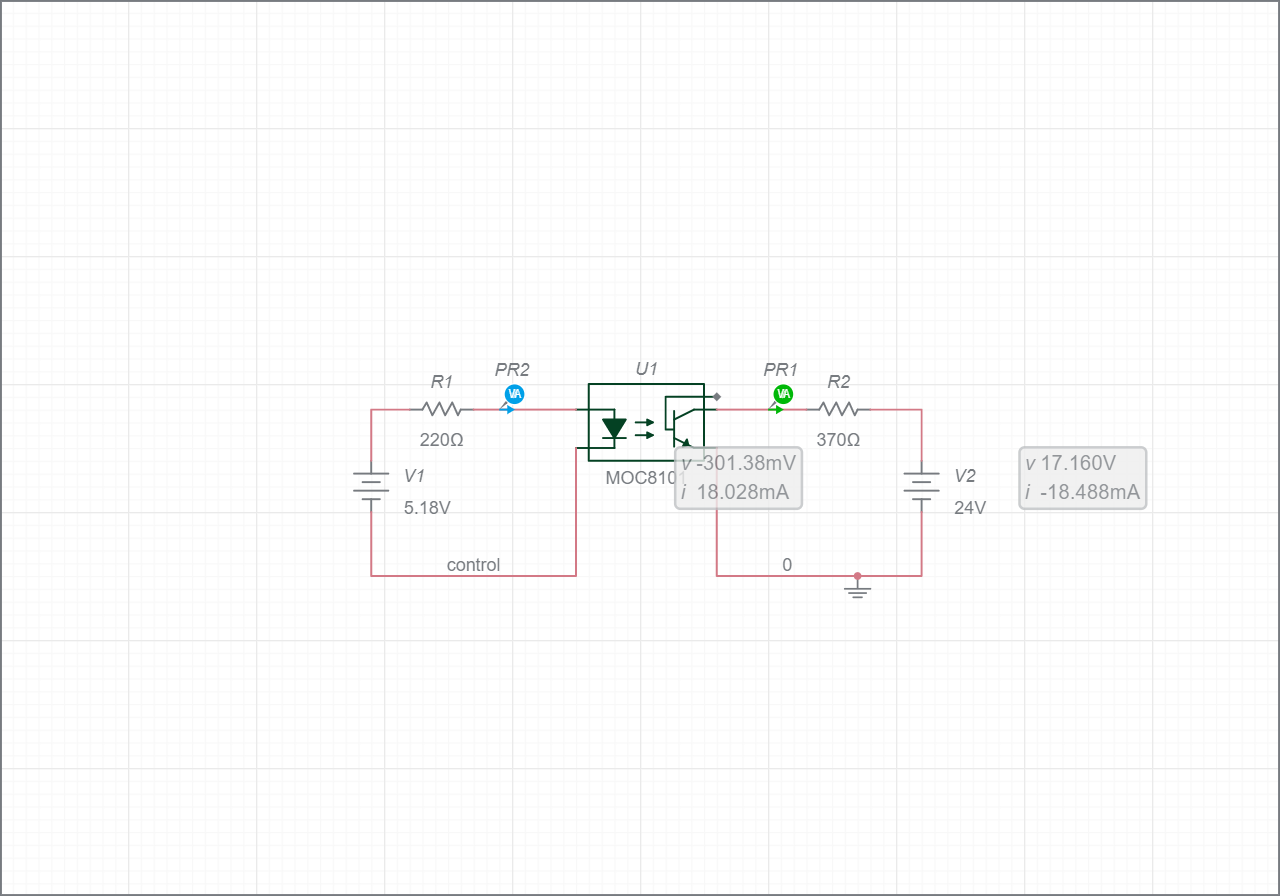 U1
PR2
PR1
R1
R2
VA
VA
220Ω
370Ω
v -301.38mV
i 18.028mA
v 17.160V
i -18.488mA
V1
5.18V
MOC8101
V2
24V
control
0